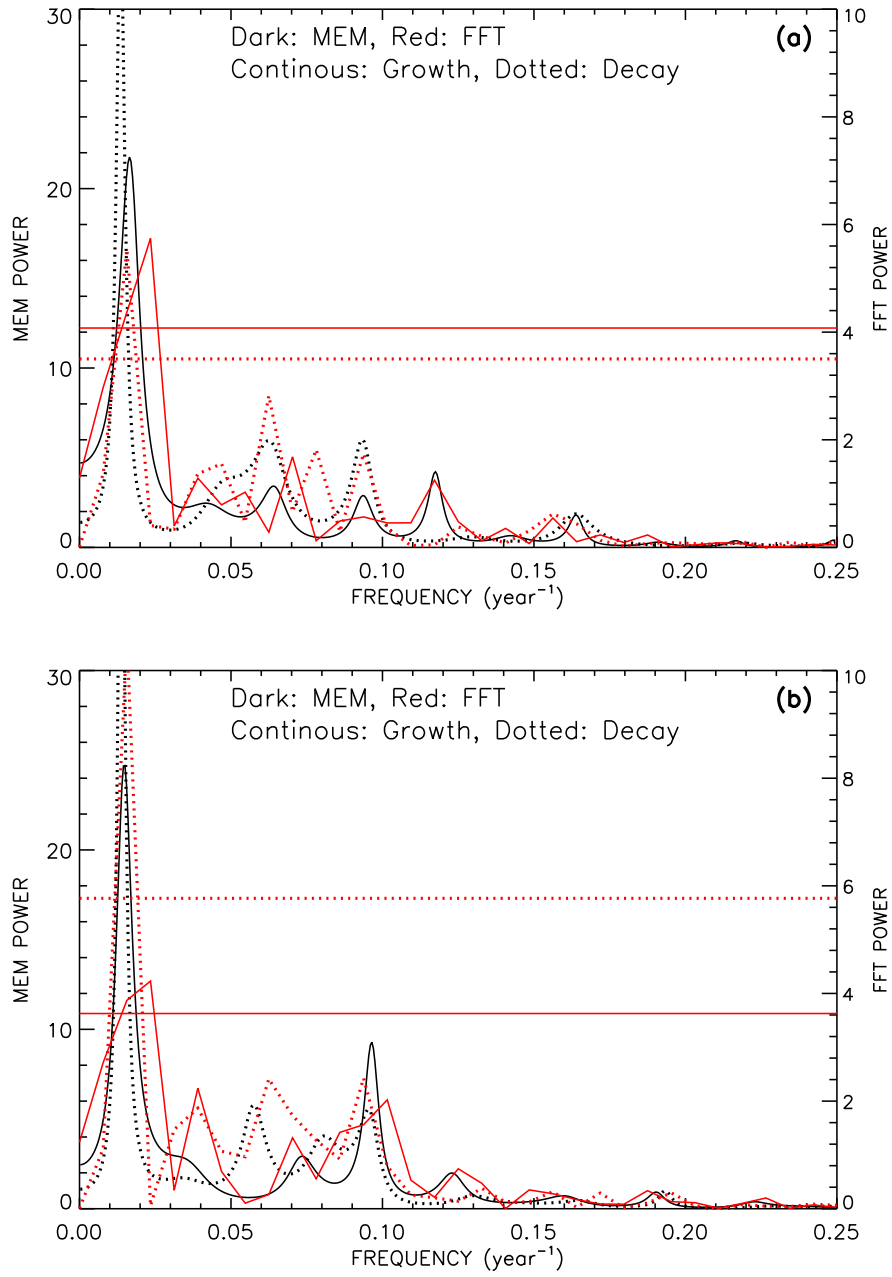 Dark: MEM, Red: FFT
(a)
Continous: Growth, Dotted: Decay
30
20
10
0
MEM POWER
10
8
6
4
2
0
FFT POWER
0.00 0.05 0.10 0.15 0.20 0.25
FREQUENCY (year⁻¹)
Dark: MEM, Red: FFT
(b)
Continous: Growth, Dotted: Decay
30
20
10
0
MEM POWER
10
8
6
4
2
0
FFT POWER
0.00 0.05 0.10 0.15 0.20 0.25
FREQUENCY (year⁻¹)